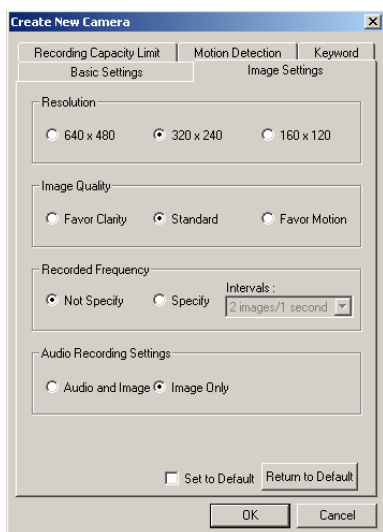 Create New Camera
Recording Capacity Limit Motion Detection Keyword
Basic Settings Image Settings
Resolution
640 x 480 320 x 240 160 x 120
Image Quality
Favor Clarity Standard Favor Motion
Recorded Frequency
Intervals :
Not Specify Specify 2 images/1 second
Audio Recording Settings
Audio and Image Image Only
Set to Default Return to Default
OK Cancel